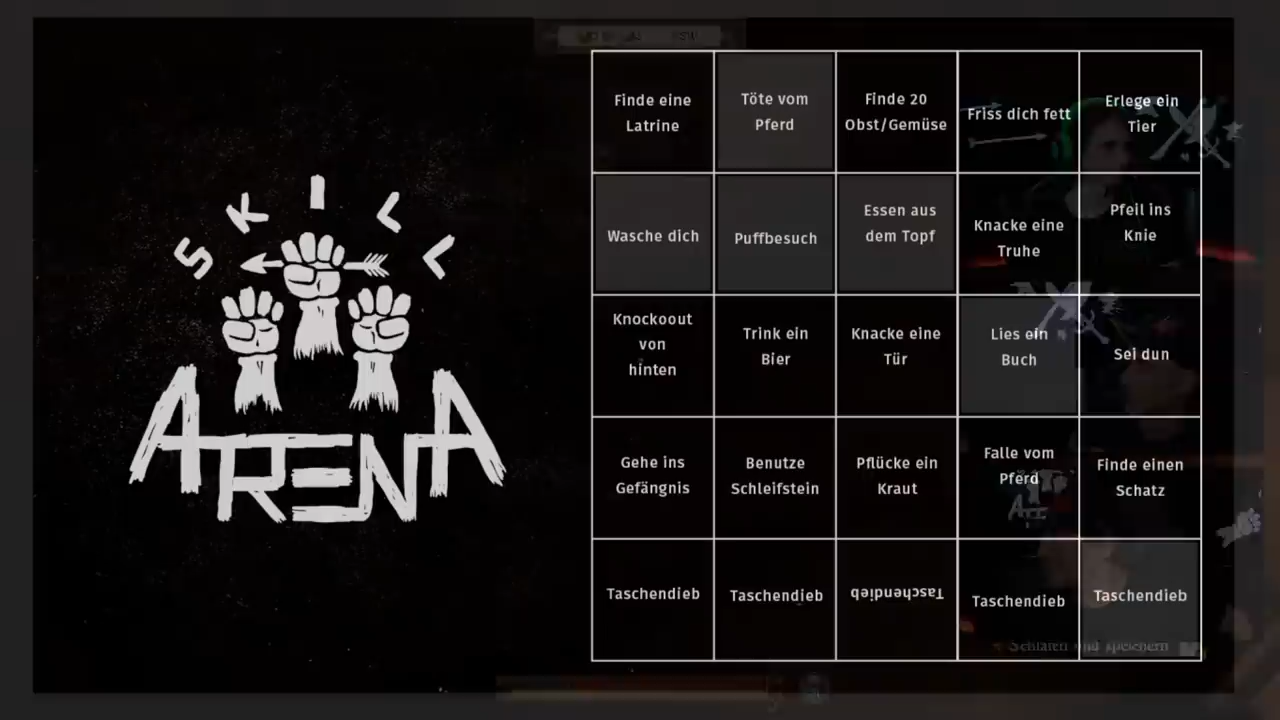 SKILL
ARENA
Finde eine
Latrine
Töte vom
Pferd
Finde 20
Obst/Gemüse
Friss dich fett
Erlege ein
Tier
Wasche dich
Puffbesuch
Essen aus
dem Topf
Knacke eine
Truhe
Pfeil ins
Knie
Knockoout
von
hinten
Trink ein
Bier
Knacke eine
Tür
Lies ein
Buch
Sei dun
Gehe ins
Gefängnis
Benutze
Schleifstein
Pflücke ein
Kraut
Falle vom
Pferd
Finde einen
Schatz
Taschendieb
Taschendieb
Taschendieb
Taschendieb
Taschendieb
Schlafen und speichern